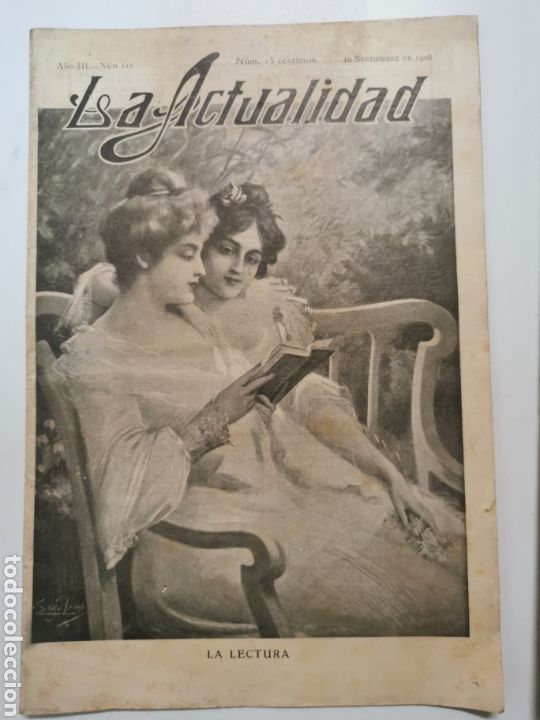 Año III.—Núm 111 Núm. 15 céntimos 10 Septiembre de 1908
La Actualidad
LA LECTURA
todocoleccion